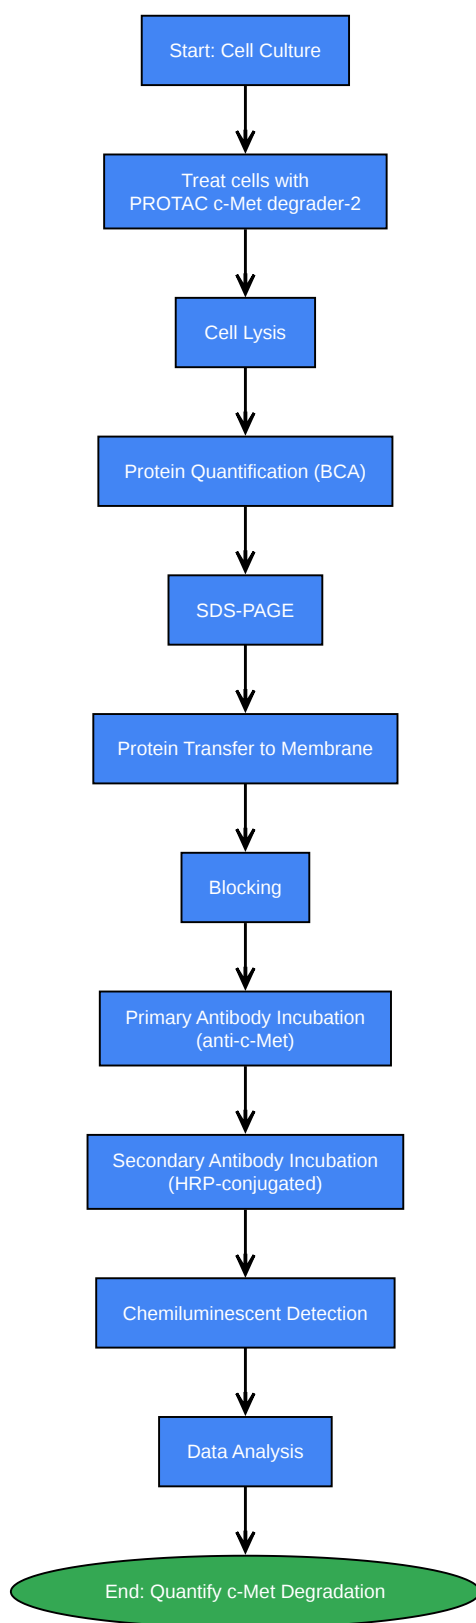 Start: Cell Culture
Treat cells with
PROTAC c-Met degrader-2
Cell Lysis
Protein Quantification (BCA)
SDS-PAGE
Protein Transfer to Membrane
Blocking
Primary Antibody Incubation
(anti-c-Met)
Secondary Antibody Incubation
(HRP-conjugated)
Chemiluminescent Detection
Data Analysis
End: Quantify c-Met Degradation